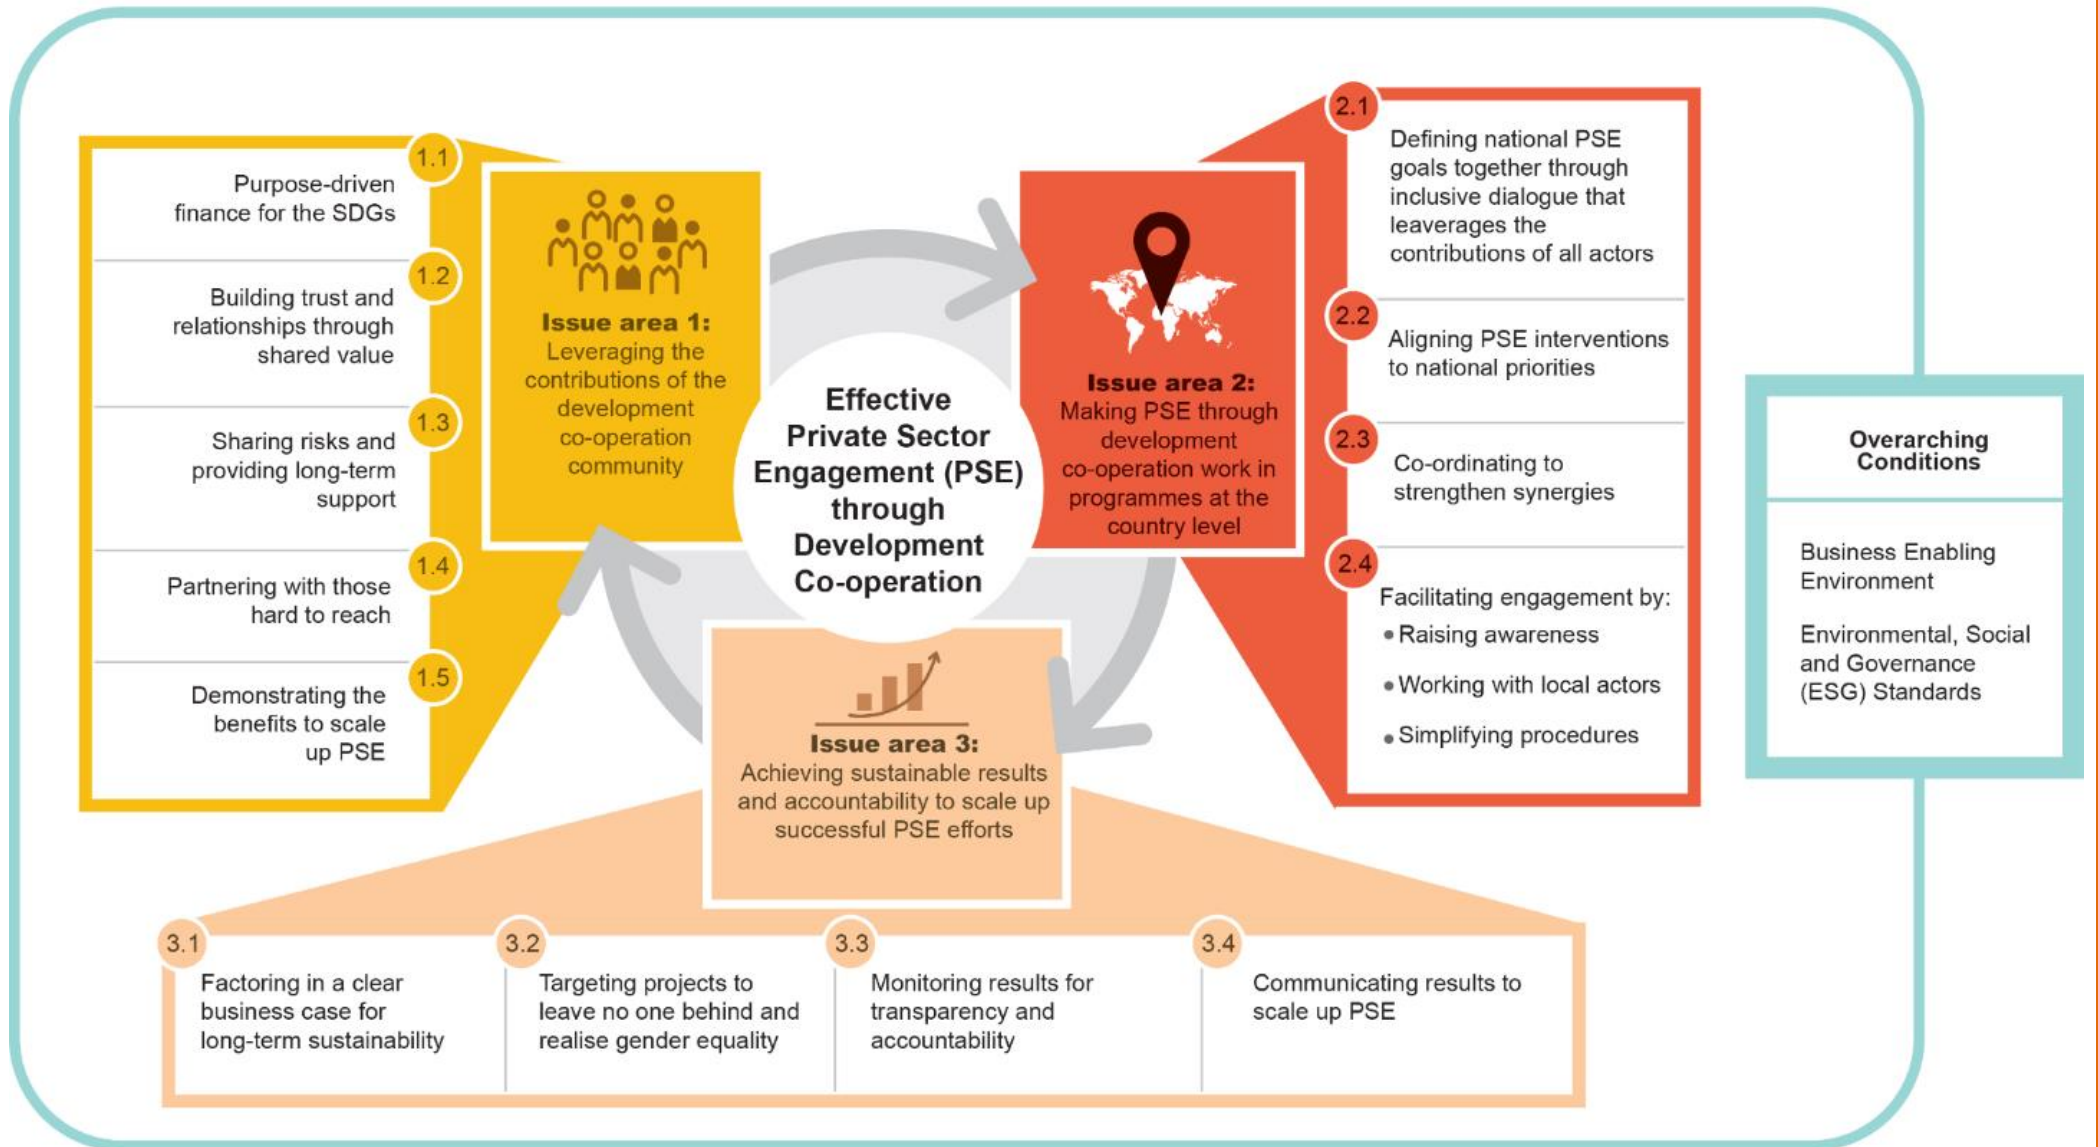 1.1
Purpose-driven
finance for the SDGs
1.2
Building trust and
relationships through
shared value
1.3
Sharing risks and
providing long-term
support
1.4
Partnering with those
hard to reach
1.5
Demonstrating the
benefits to scale
up PSE
Issue area 1:
Leveraging the
contributions of the
development
co-operation
community
Effective
Private Sector
Engagement (PSE)
through
Development
Co-operation
Issue area 2:
Making PSE through
development
co-operation work in
programmes at the
country level
2.1
Defining national PSE
goals together through
inclusive dialogue that
leaverages the
contributions of all actors
2.2
Aligning PSE interventions
to national priorities
2.3
Co-ordinating to
strengthen synergies
2.4
Facilitating engagement by:
• Raising awareness
• Working with local actors
• Simplifying procedures
Overarching
Conditions
Business Enabling
Environment
Environmental, Social
and Governance
(ESG) Standards
Issue area 3:
Achieving sustainable results
and accountability to scale up
successful PSE efforts
3.1
Factoring in a clear
business case for
long-term sustainability
3.2
Targeting projects to
leave no one behind and
realise gender equality
3.3
Monitoring results for
transparency and
accountability
3.4
Communicating results to
scale up PSE